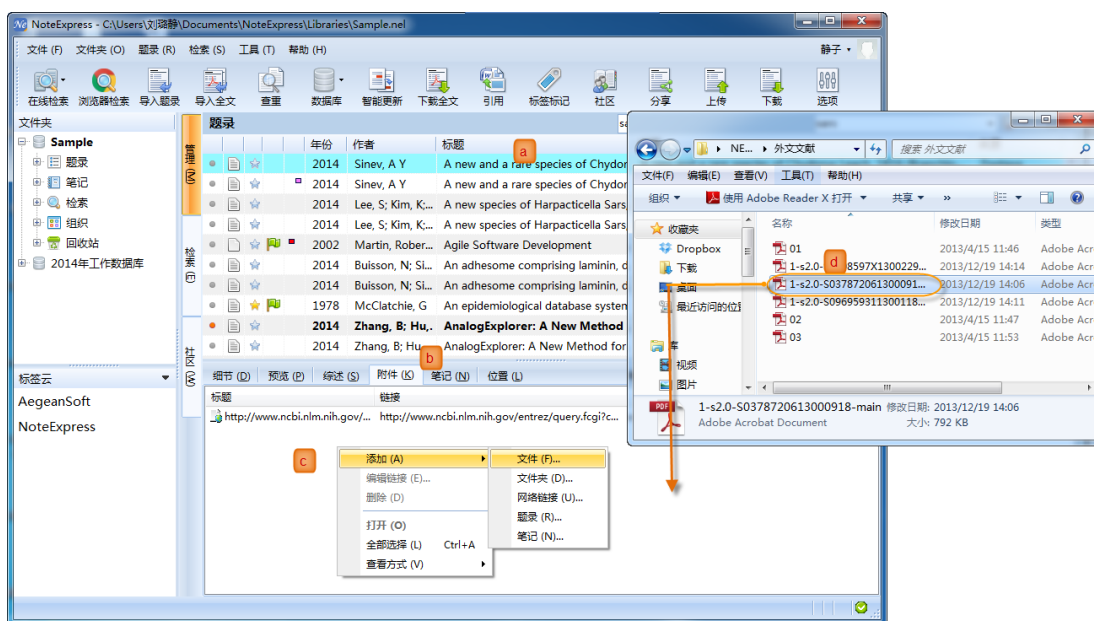 NoteExpress - C:\Users\刘璐静\Documents\NoteExpress\Libraries\Sample.nel
文件 (F) 文件夹 (O) 题录 (R) 检索 (S) 工具 (T) 帮助 (H) 静子
在线检索 浏览器检索 导入题录 导入全文 查重 数据库 智能更新 下载全文 引用 标签标记 社区 分享 上传 下载 选项
文件夹
Sample
题录
笔记
检索
组织
回收站
2014年工作数据库
标签云
AegeanSoft
NoteExpress
管理 (M)
检索 (E)
社区 (W)
题录
年份 作者 标题
a
2014 Sinev, A Y A new and a rare species of Chydor
2014 Sinev, A Y A new and a rare species of Chydor
2014 Lee, S; Kim, K;... A new species of Harpacticella Sars,
2014 Lee, S; Kim, K;... A new species of Harpacticella Sars,
2002 Martin, Rober... Agile Software Development
2014 Buisson, N; Si... An adhesome comprising laminin, d
2014 Buisson, N; Si... An adhesome comprising laminin, d
1978 McClatchie, G An epidemiological database system
2014 Zhang, B; Hu,. AnalogExplorer: A New Method
2014 Zhang, B; Hu AnalogExplorer: A New Method for
b
细节 (D) 预览 (P) 综述 (S) 附件 (K) 笔记 (N) 位置 (L)
标题 链接
http://www.ncbi.nlm.nih.gov/... http://www.ncbi.nlm.nih.gov/entrez/query.fcgi?c...
c
添加 (A)
编辑链接 (E)...
删除 (D)
打开 (O)
全部选择 (L) Ctrl+A
查看方式 (V)
文件 (F)...
文件夹 (D)...
网络链接 (U)...
题录 (R)...
笔记 (N)...
NE... 外文文献 搜索 外文文献
文件(F) 编辑(E) 查看(V) 工具(T) 帮助(H)
组织 使用 Adobe Reader X 打开 共享 »
收藏夹
Dropbox
下载
桌面
最近访问的位
库
视频
图片
名称 修改日期 类型
01 2013/4/15 11:46 Adobe Acr
d
1-s2.0- 8597X1300229... 2013/12/19 14:14 Adobe Acr
1-s2.0-S037872061300091... 2013/12/19 14:06 Adobe Acr
1-s2.0-S096959311300118... 2013/12/19 14:11 Adobe Acr
02 2013/4/15 11:47 Adobe Acr
03 2013/4/15 11:53 Adobe Acr
PDF
1-s2.0-S0378720613000918-main 修改日期: 2013/12/19 14:06
Adobe Acrobat Document 大小: 792 KB